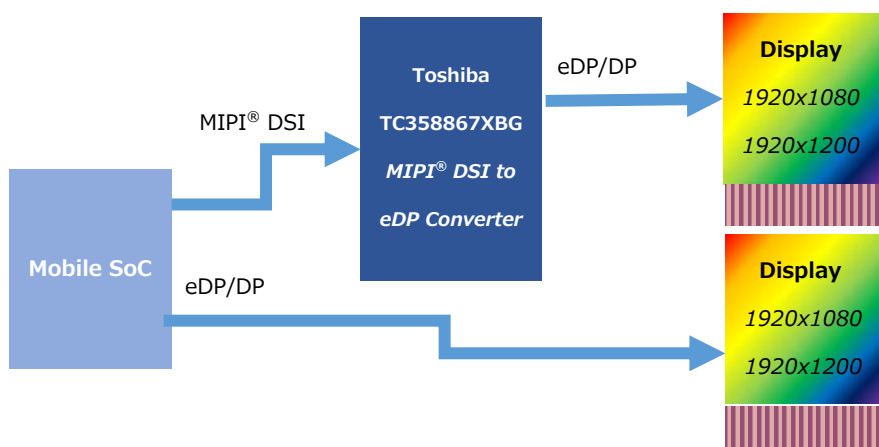 Mobile SoC
MIPI® DSI
Toshiba
TC358867XBG
MIPI® DSI to
eDP Converter
eDP/DP
Display
1920x1080
1920x1200
eDP/DP
Display
1920x1080
1920x1200